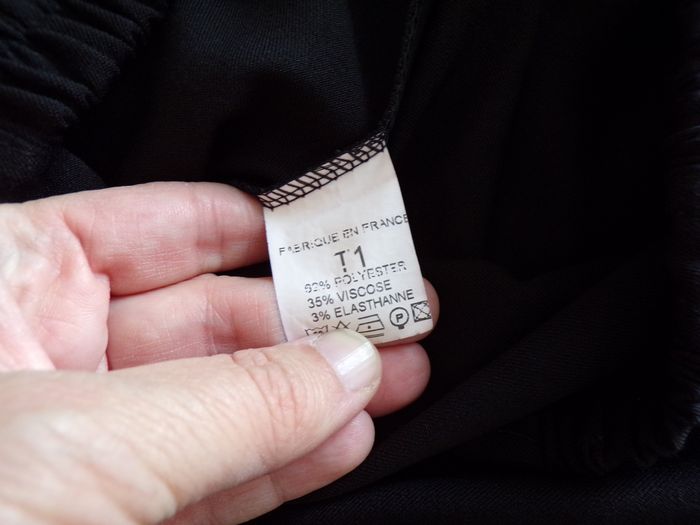 FABRIQUE EN FRANCE
T1
62% POLYESTER
35% VISCOSE
3% ELASTHANNE
P